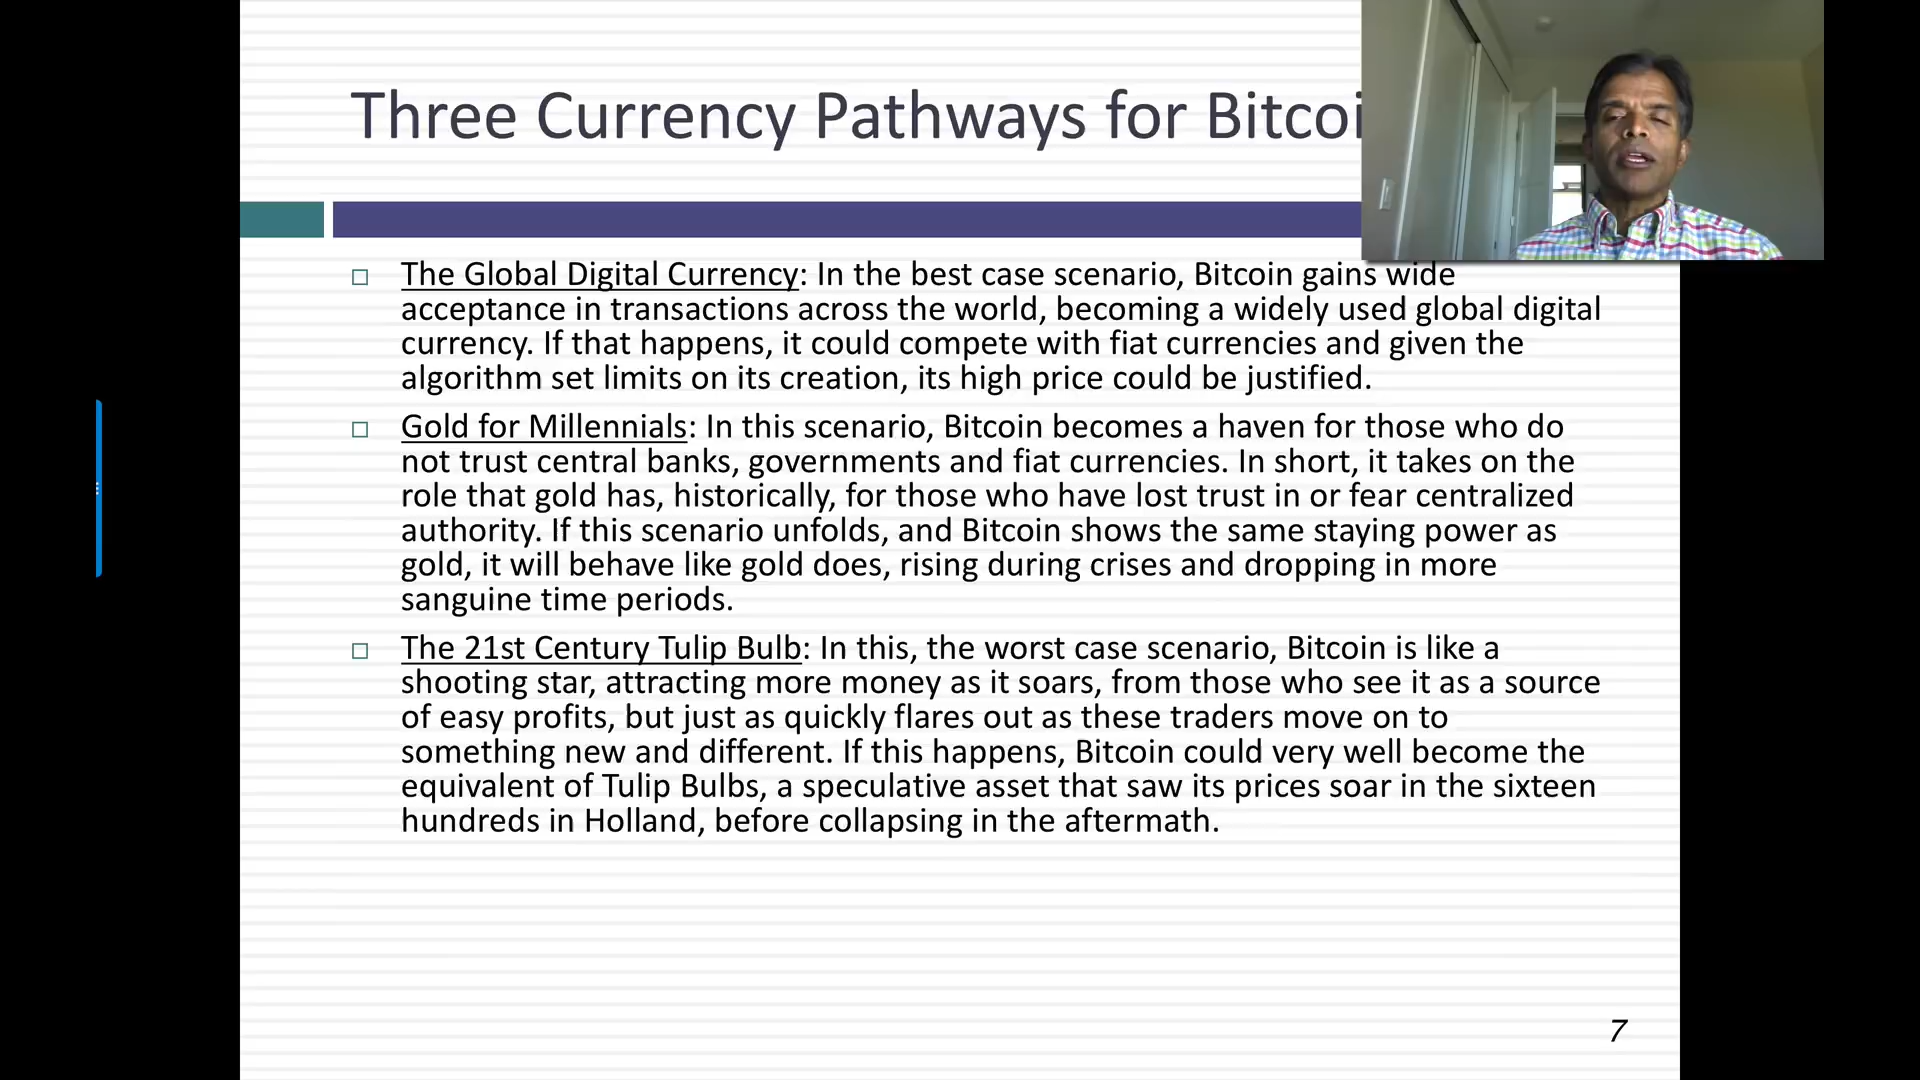 Three Currency Pathways for Bitcoi
The Global Digital Currency: In the best case scenario, Bitcoin gains wide
acceptance in transactions across the world, becoming a widely used global digital
currency. If that happens, it could compete with fiat currencies and given the
algorithm set limits on its creation, its high price could be justified.
Gold for Millennials: In this scenario, Bitcoin becomes a haven for those who do
not trust central banks, governments and fiat currencies. In short, it takes on the
role that gold has, historically, for those who have lost trust in or fear centralized
authority. If this scenario unfolds, and Bitcoin shows the same staying power as
gold, it will behave like gold does, rising during crises and dropping in more
sanguine time periods.
The 21st Century Tulip Bulb: In this, the worst case scenario, Bitcoin is like a
shooting star, attracting more money as it soars, from those who see it as a source
of easy profits, but just as quickly flares out as these traders move on to
something new and different. If this happens, Bitcoin could very well become the
equivalent of Tulip Bulbs, a speculative asset that saw its prices soar in the sixteen
hundreds in Holland, before collapsing in the aftermath.
7